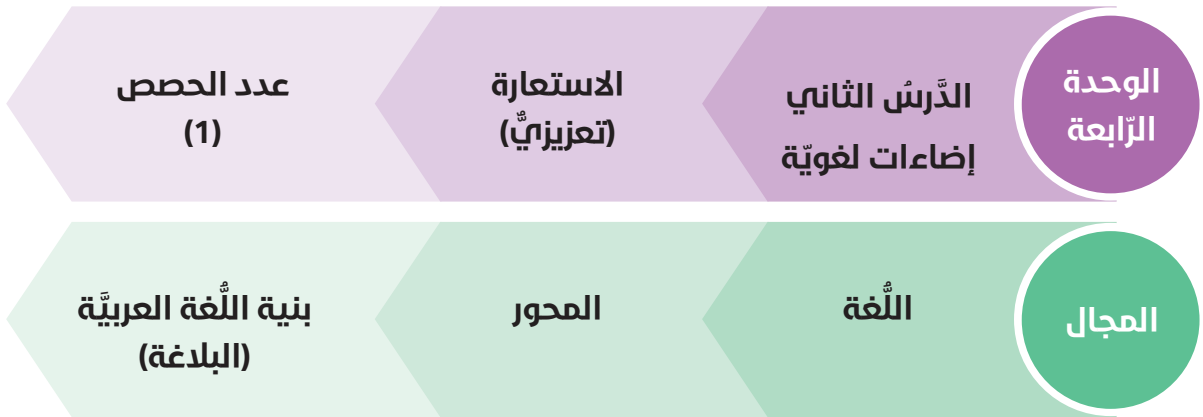 الوحدة
الرّابعة
الدَّرسُ الثاني
إضاءات لغويّة
الاستعارة
(تعزيزيٌّ)
عدد الحصص
(1)
المجال
اللُّغة
المحور
بنية اللُّغة العربيَّة
(البلاغة)